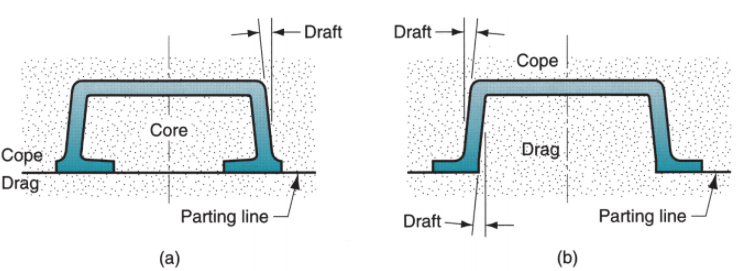 Draft
Core
Cope
Drag
Parting line
(a)
Draft
Cope
Drag
Draft
Parting line
(b)